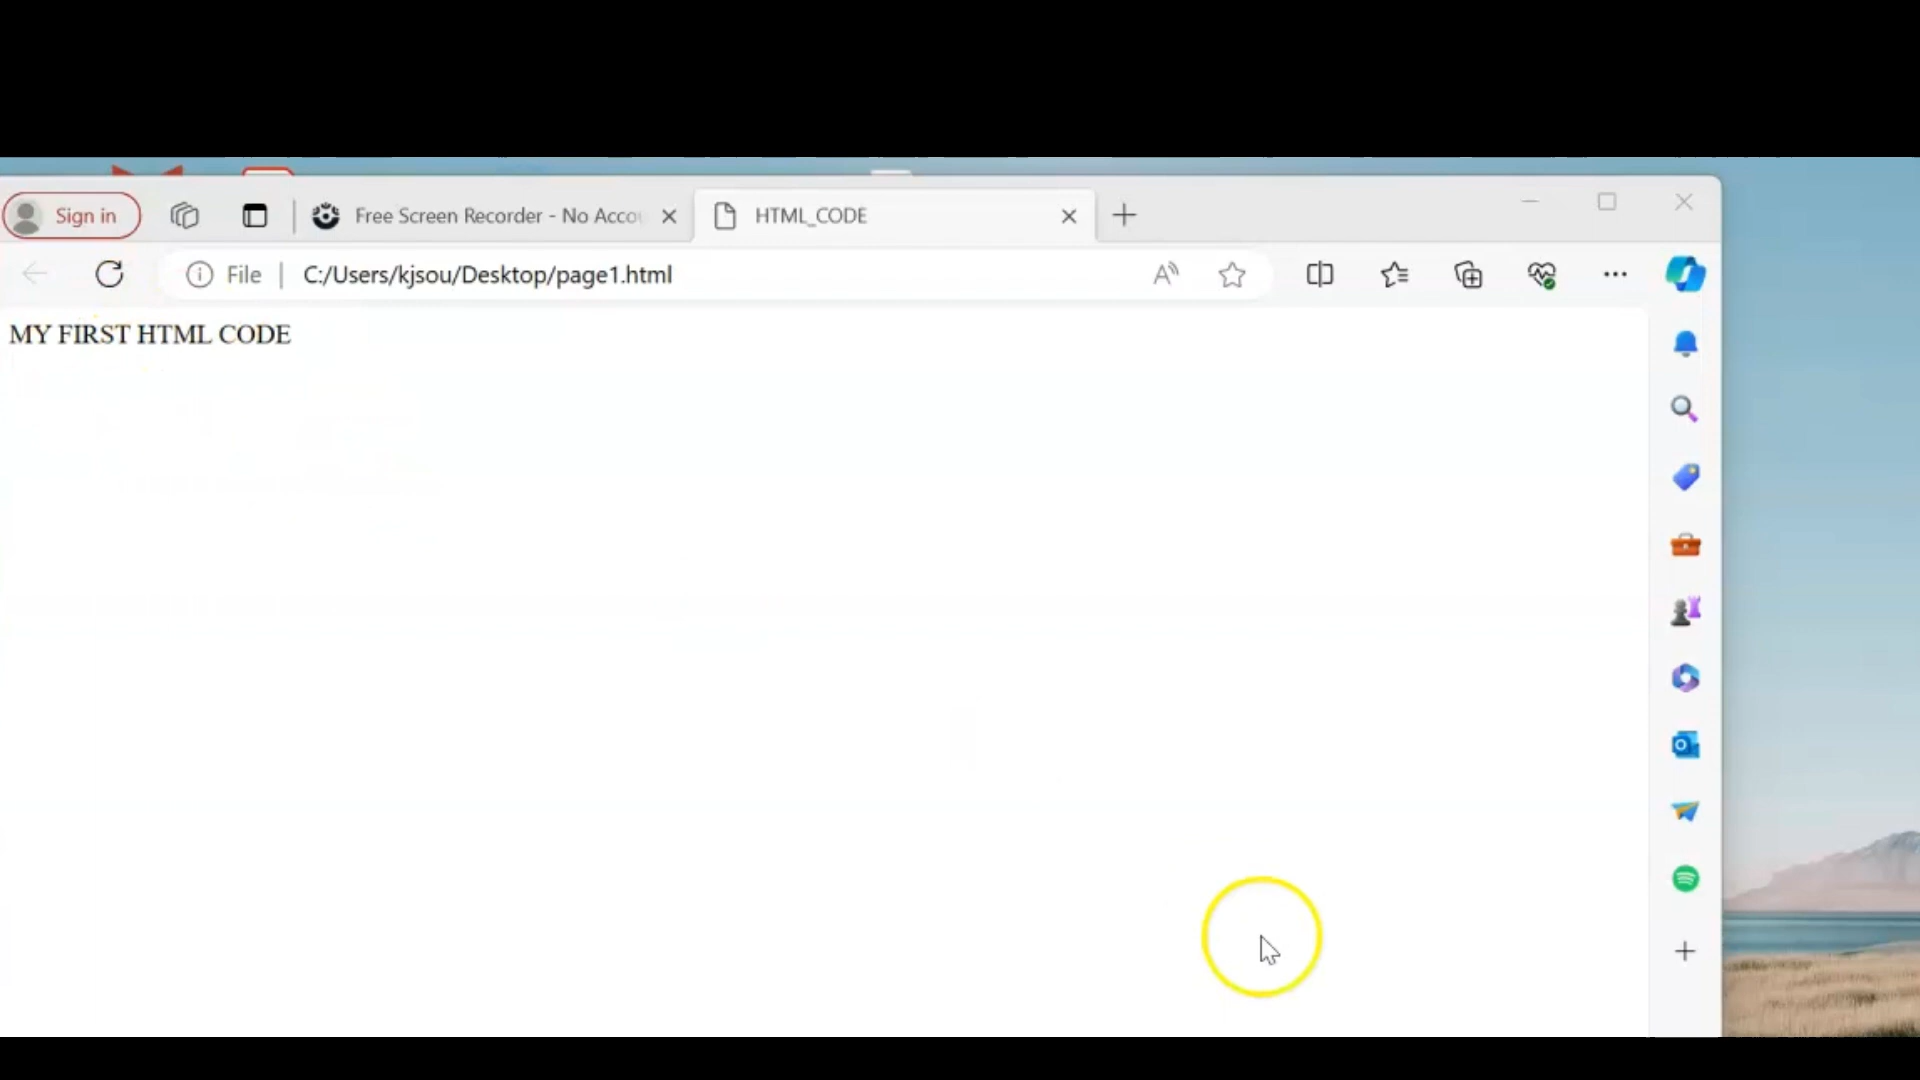 Sign in
Free Screen Recorder - No Acco
HTML_CODE
File
C:/Users/kjsou/Desktop/page1.html
MY FIRST HTML CODE